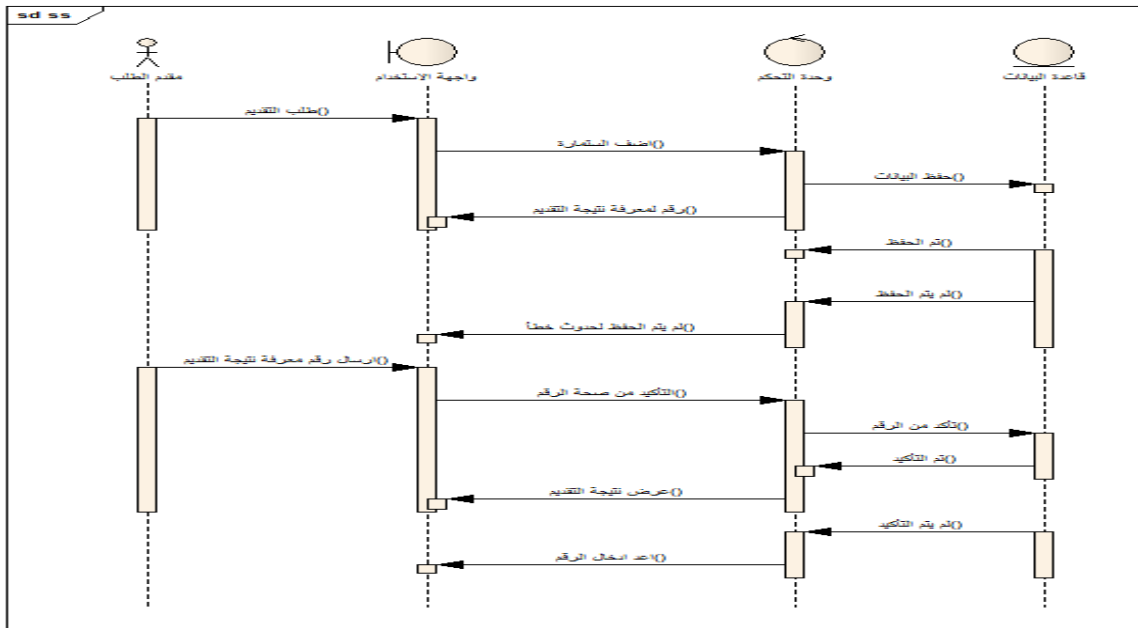 sd ss
مقدم الطلب
واجهة الاستخدام
وحدة التحكم
قاعدة البيانات
طلب التقديم()
اضف الستمارة()
حفظ البيانات()
رقم لمعرفة نتيجة التقديم()
تم الحفظ()
لم يتم الحفظ()
لم يتم الحفظ لحدوث خطأ()
ارسال رقم معرفة نتيجة التقديم()
التأكيد من صحة الرقم()
تأكد من الرقم()
تم التأكيد()
عرض نتيجة التقديم()
لم يتم التأكيد()
اعد ادخال الرقم()